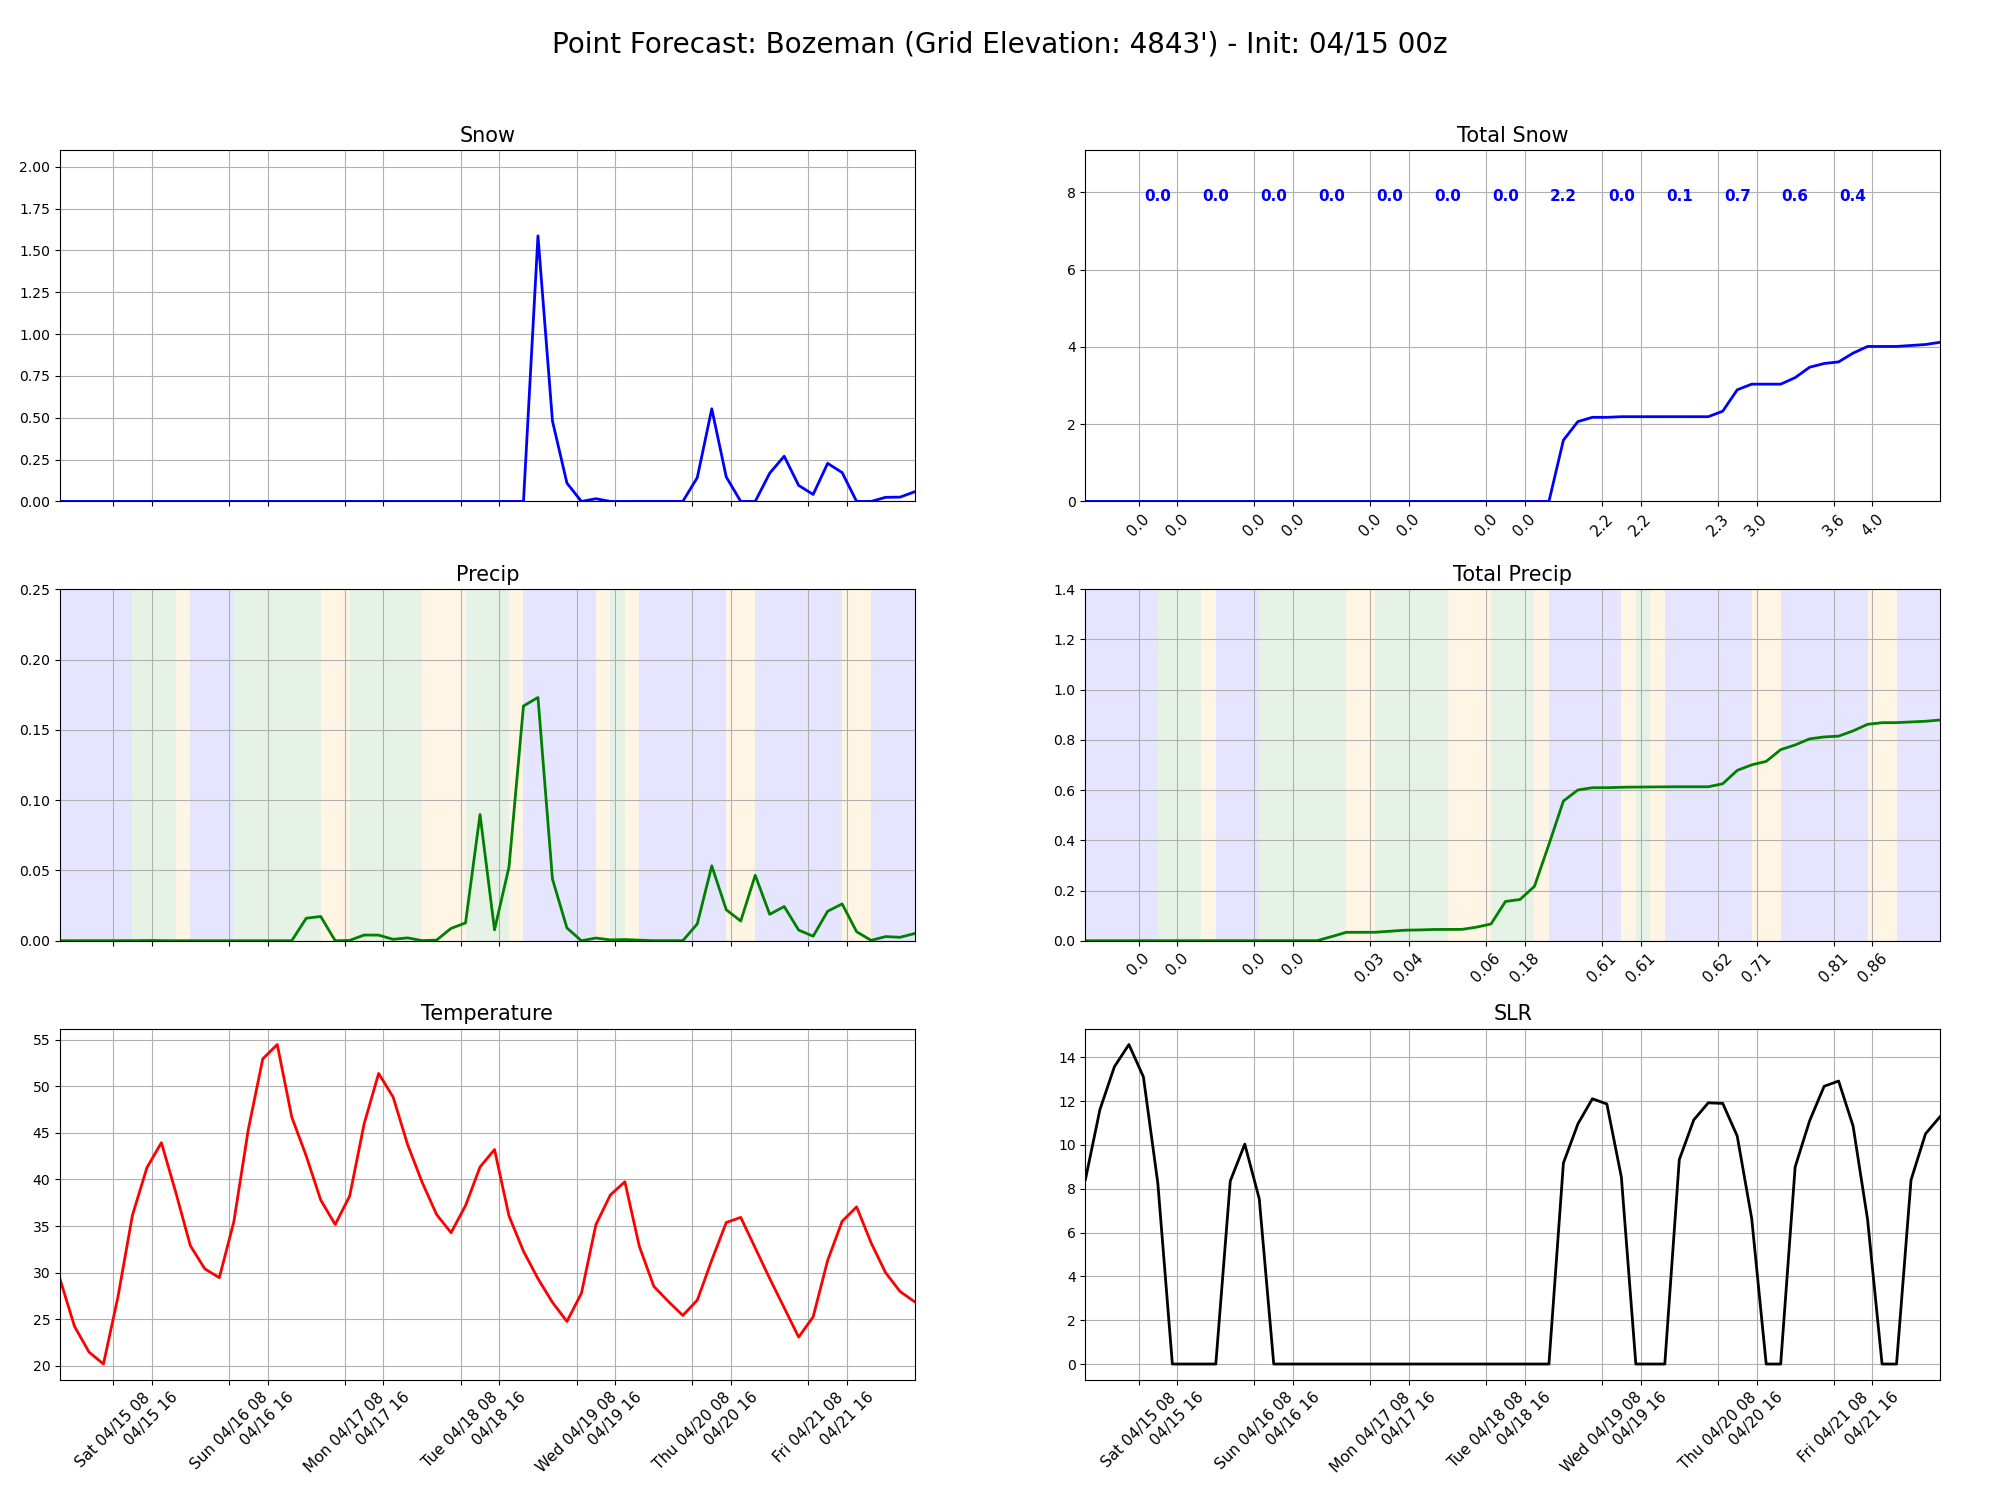 Point Forecast: Bozeman (Grid Elevation: 4843') - Init: 04/15 00z
Snow
2.00
1.75
1.50
1.25
1.00
0.75
0.50
0.25
0.00
Total Snow
8
6
4
2
0
0.0 0.0 0.0 0.0 0.0 0.0 0.0 2.2 0.0 0.1 0.7 0.6 0.4
0.0 0.0 0.0 0.0 0.0 0.0 0.0 0.0 2.2 2.2 2.3 3.0 3.6 4.0
Precip
0.25
0.20
0.15
0.10
0.05
0.00
Total Precip
1.4
1.2
1.0
0.8
0.6
0.4
0.2
0.0
0.0 0.0 0.0 0.0 0.03 0.04 0.06 0.18 0.61 0.61 0.62 0.71 0.81 0.86
Temperature
55
50
45
40
35
30
25
20
Sat 04/15 08
04/15 16
Sun 04/16 08
04/16 16
Mon 04/17 08
04/17 16
Tue 04/18 08
04/18 16
Wed 04/19 08
04/19 16
Thu 04/20 08
04/20 16
Fri 04/21 08
04/21 16
SLR
14
12
10
8
6
4
2
0
Sat 04/15 08
04/15 16
Sun 04/16 08
04/16 16
Mon 04/17 08
04/17 16
Tue 04/18 08
04/18 16
Wed 04/19 08
04/19 16
Thu 04/20 08
04/20 16
Fri 04/21 08
04/21 16